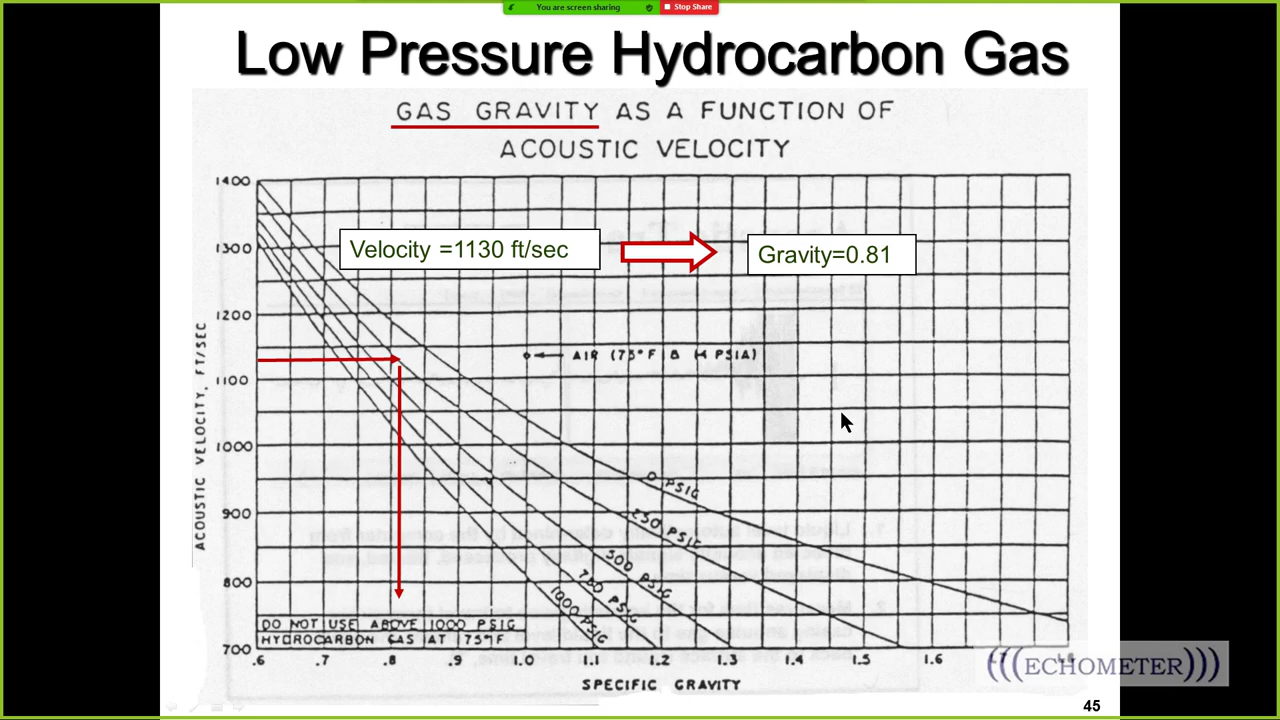 You are screen sharing
Stop Share
Low Pressure Hydrocarbon Gas
GAS GRAVITY AS A FUNCTION OF
ACOUSTIC VELOCITY
1400
1300
1200
1100
1000
900
800
700
ACOUSTIC VELOCITY, FT/SEC
Velocity =1130 ft/sec
Gravity=0.81
AIR (75°F & 14 PSIA)
0 PSIG
250 PSIG
500 PSIG
750 PSIG
1000 PSIG
DO NOT USE ABOVE 1000 PSIG
HYDROCARBON GAS AT 75°F
.6 .7 .8 .9 1.0 1.1 1.2 1.3 1.4 1.5 1.6 1.7 1.8
SPECIFIC GRAVITY
(((ECHOMETER)))
45